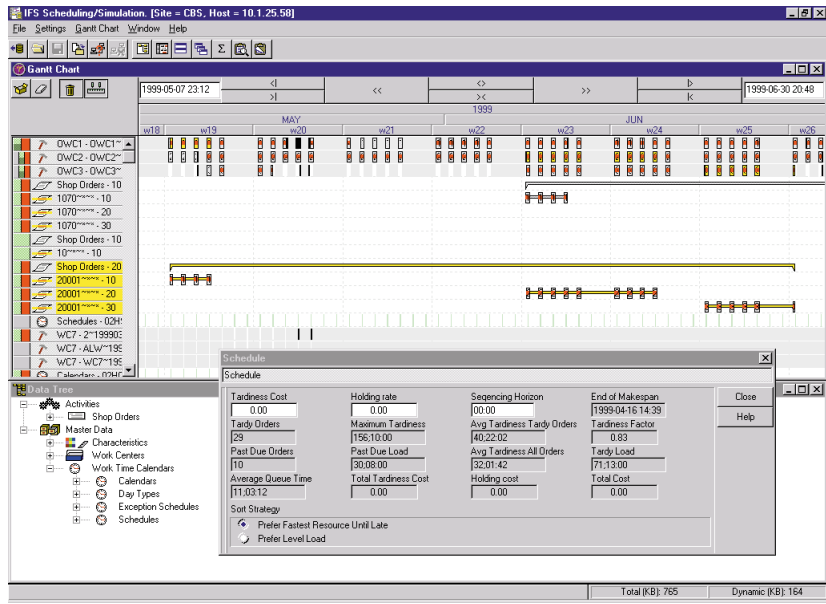 IFS Scheduling/Simulation. [Site = CBS, Host = 10.1.25.58]
File Settings Gantt Chart Window Help
Gantt Chart
1999-05-07 23:12 <| << <> >> |> 1999-06-30 20:48
>| >< |<
1999
MAY JUN
w18 w19 w20 w21 w22 w23 w24 w25 w26
OWC1 - OWC1~
OWC2 - OWC2~
OWC3 - OWC3~
Shop Orders - 10
1070~*~*~ - 10
1070~*~*~ - 20
1070~*~*~ - 30
Shop Orders - 10
10~*~*~ - 10
Shop Orders - 20
20001~*~*~ - 10
20001~*~*~ - 20
20001~*~*~ - 30
Schedules - 02H
WC7 - 2~199903
WC7 - ALW~199
WC7 - WC7~199
Calendars - 02HC
Data Tree
Activities
Shop Orders
Master Data
Characteristics
Work Centers
Work Time Calendars
Calendars
Day Types
Exception Schedules
Schedules
Schedule
Schedule
Tardiness Cost Holding rate Seqencing Horizon End of Makespan Close
0.00 0.00 00:00 1999-04-16 14:39
Tardy Orders Maximum Tardiness Avg Tardiness Tardy Orders Tardiness Factor Help
29 156;10:00 40;22:02 0.83
Past Due Orders Past Due Load Avg Tardiness All Orders Tardy Load
10 30;08:00 32;01:42 71;13:00
Average Queue Time Total Tardiness Cost Holding cost Total Cost
11;03:12 0.00 0.00 0.00
Sort Strategy
Prefer Fastest Resource Until Late
Prefer Level Load
Total (KB): 765 Dynamic (KB): 164